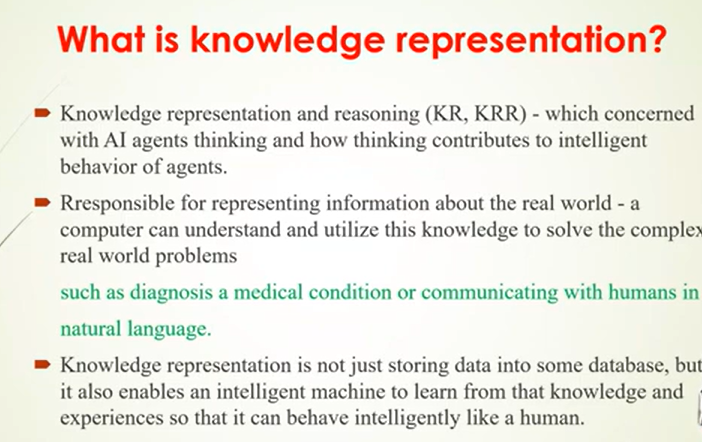 What is knowledge representation?
Knowledge representation and reasoning (KR, KRR) - which concerned
with AI agents thinking and how thinking contributes to intelligent
behavior of agents.
Rresponsible for representing information about the real world - a
computer can understand and utilize this knowledge to solve the complex
real world problems
such as diagnosis a medical condition or communicating with humans in
natural language.
Knowledge representation is not just storing data into some database, but
it also enables an intelligent machine to learn from that knowledge and
experiences so that it can behave intelligently like a human.